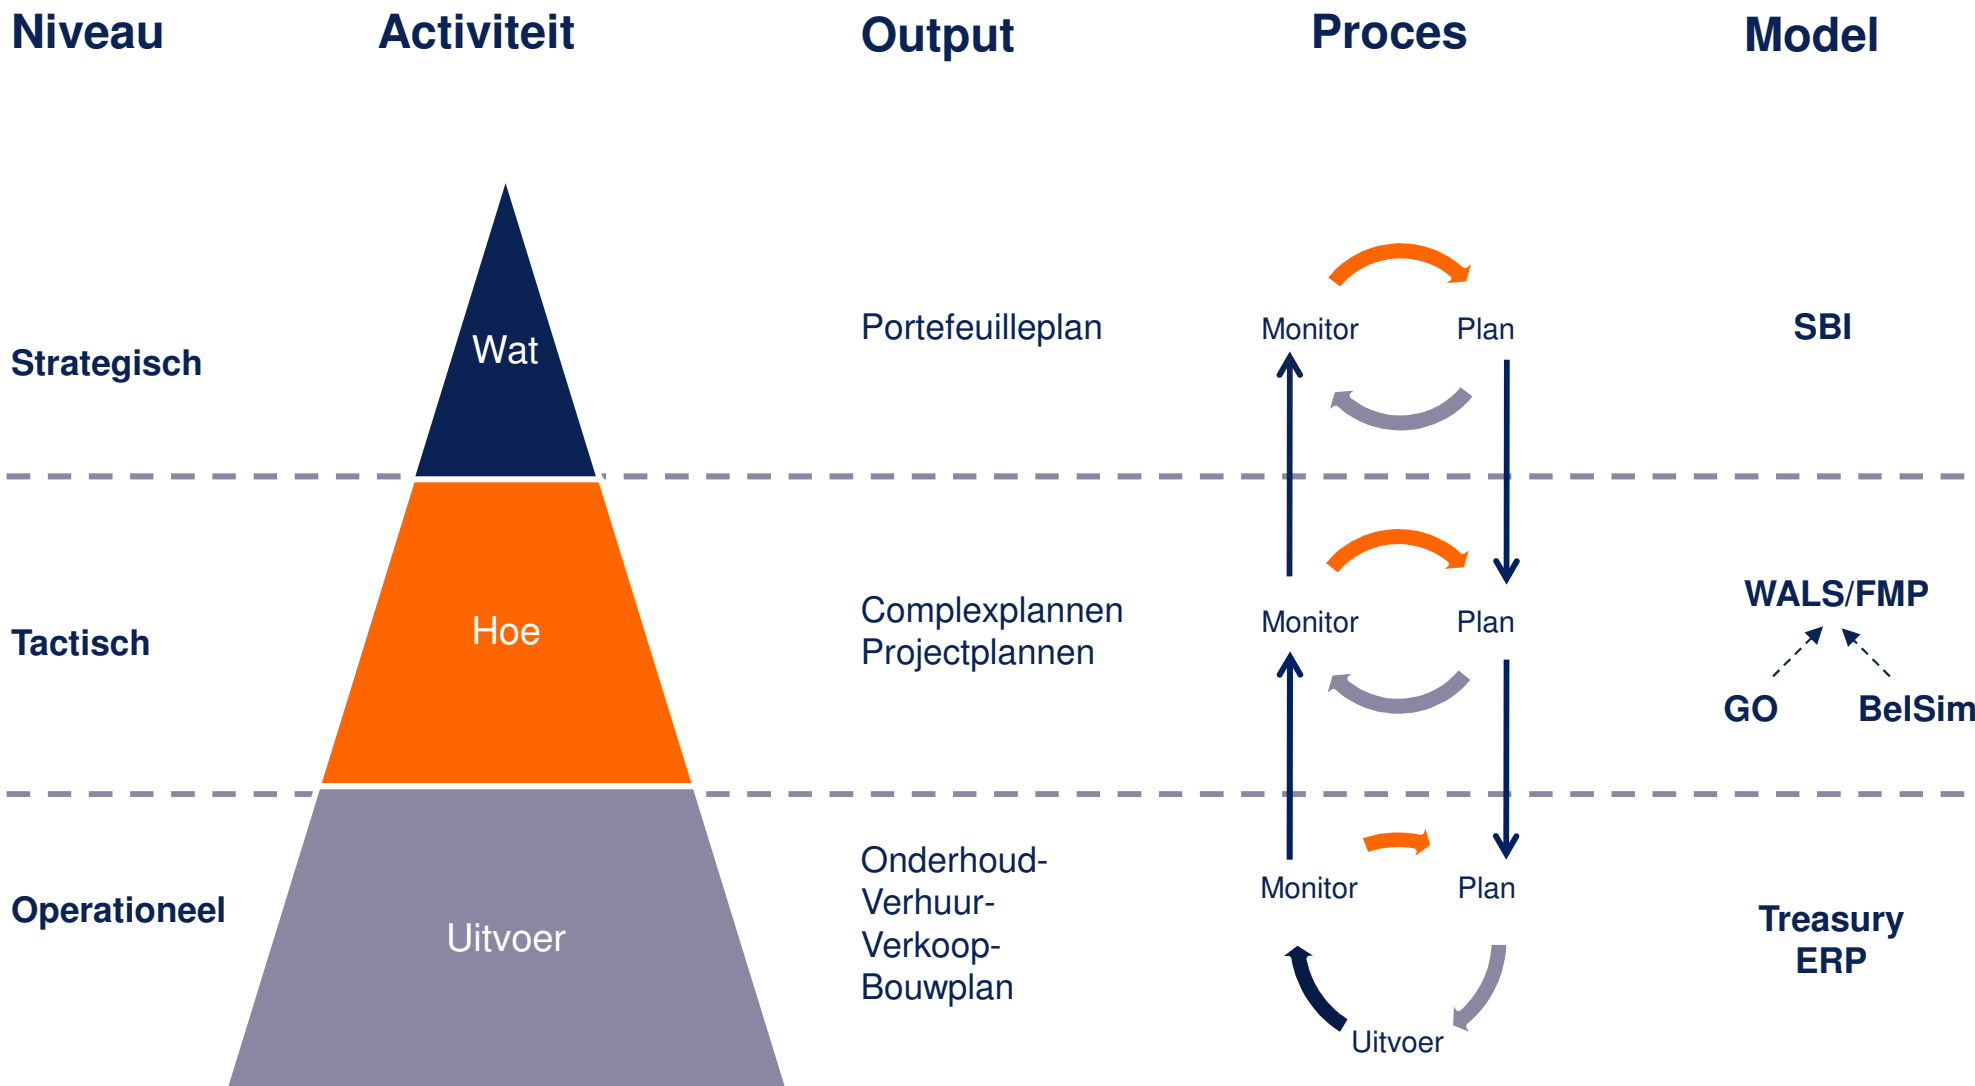 Niveau
Activiteit
Output
Proces
Model
Strategisch
Wat
Portefeuilleplan
Monitor
Plan
SBI
Tactisch
Hoe
Complexplannen
Projectplannen
Monitor
Plan
WALS/FMP
GO
BelSim
Operationeel
Uitvoer
Onderhoud-
Verhuur-
Verkoop-
Bouwplan
Monitor
Plan
Uitvoer
Treasury
ERP